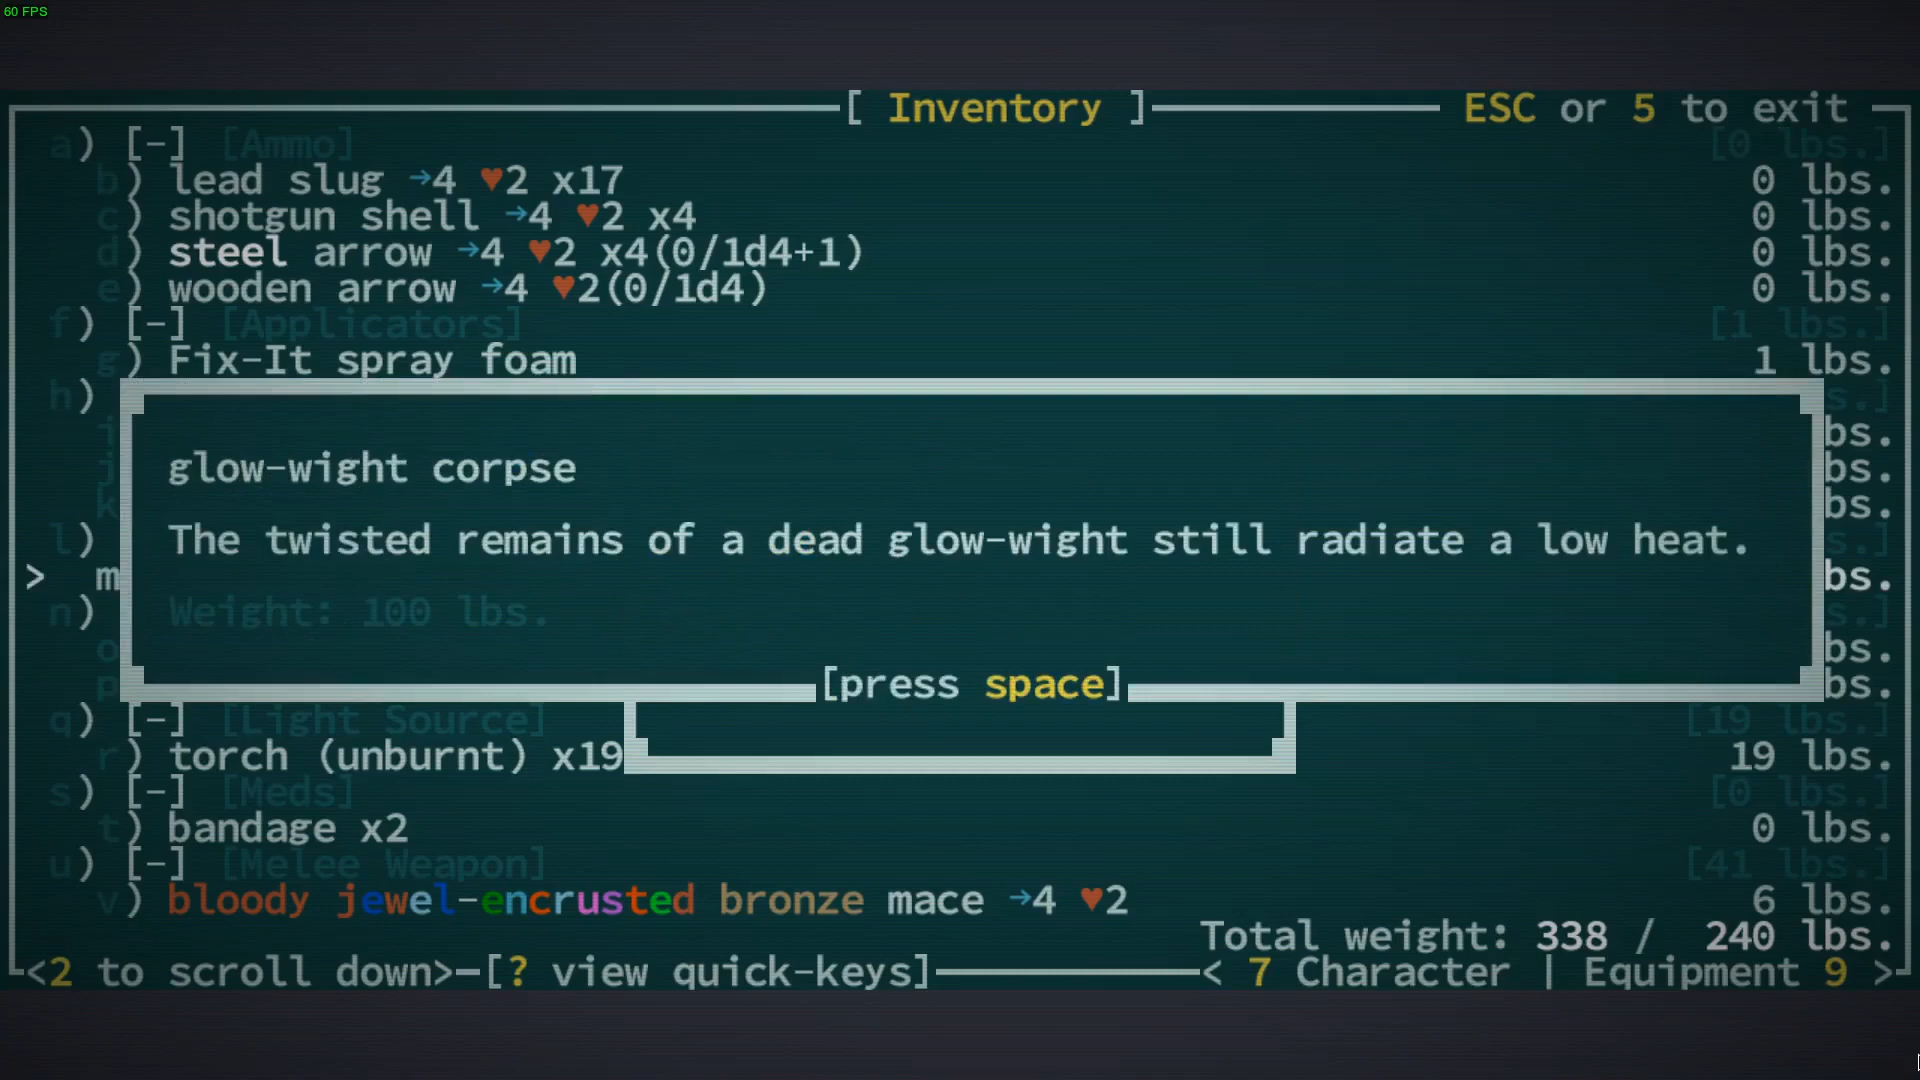 60 FPS
[ Inventory ] ESC or 5 to exit
a) [-] [Ammo] [0 lbs.]
b) lead slug →4 ♥2 x17 0 lbs.
c) shotgun shell →4 ♥2 x4 0 lbs.
d) steel arrow →4 ♥2 x4(0/1d4+1) 0 lbs.
e) wooden arrow →4 ♥2(0/1d4) 0 lbs.
f) [-] [Applicators] [1 lbs.]
g) Fix-It spray foam 1 lbs.
h) s.]
i bs.
j glow-wight corpse bs.
k bs.
l) The twisted remains of a dead glow-wight still radiate a low heat. s.]
> m bs.
n) Weight: 100 lbs. s.]
o bs.
p [press space] bs.
q) [-] [Light Source] [19 lbs.]
r) torch (unburnt) x19 19 lbs.
s) [-] [Meds] [0 lbs.]
t) bandage x2 0 lbs.
u) [-] [Melee Weapon] [41 lbs.]
v) bloody jewel-encrusted bronze mace →4 ♥2 6 lbs.
Total weight: 338 / 240 lbs.
<2 to scroll down> [? view quick-keys] < 7 Character | Equipment 9 >